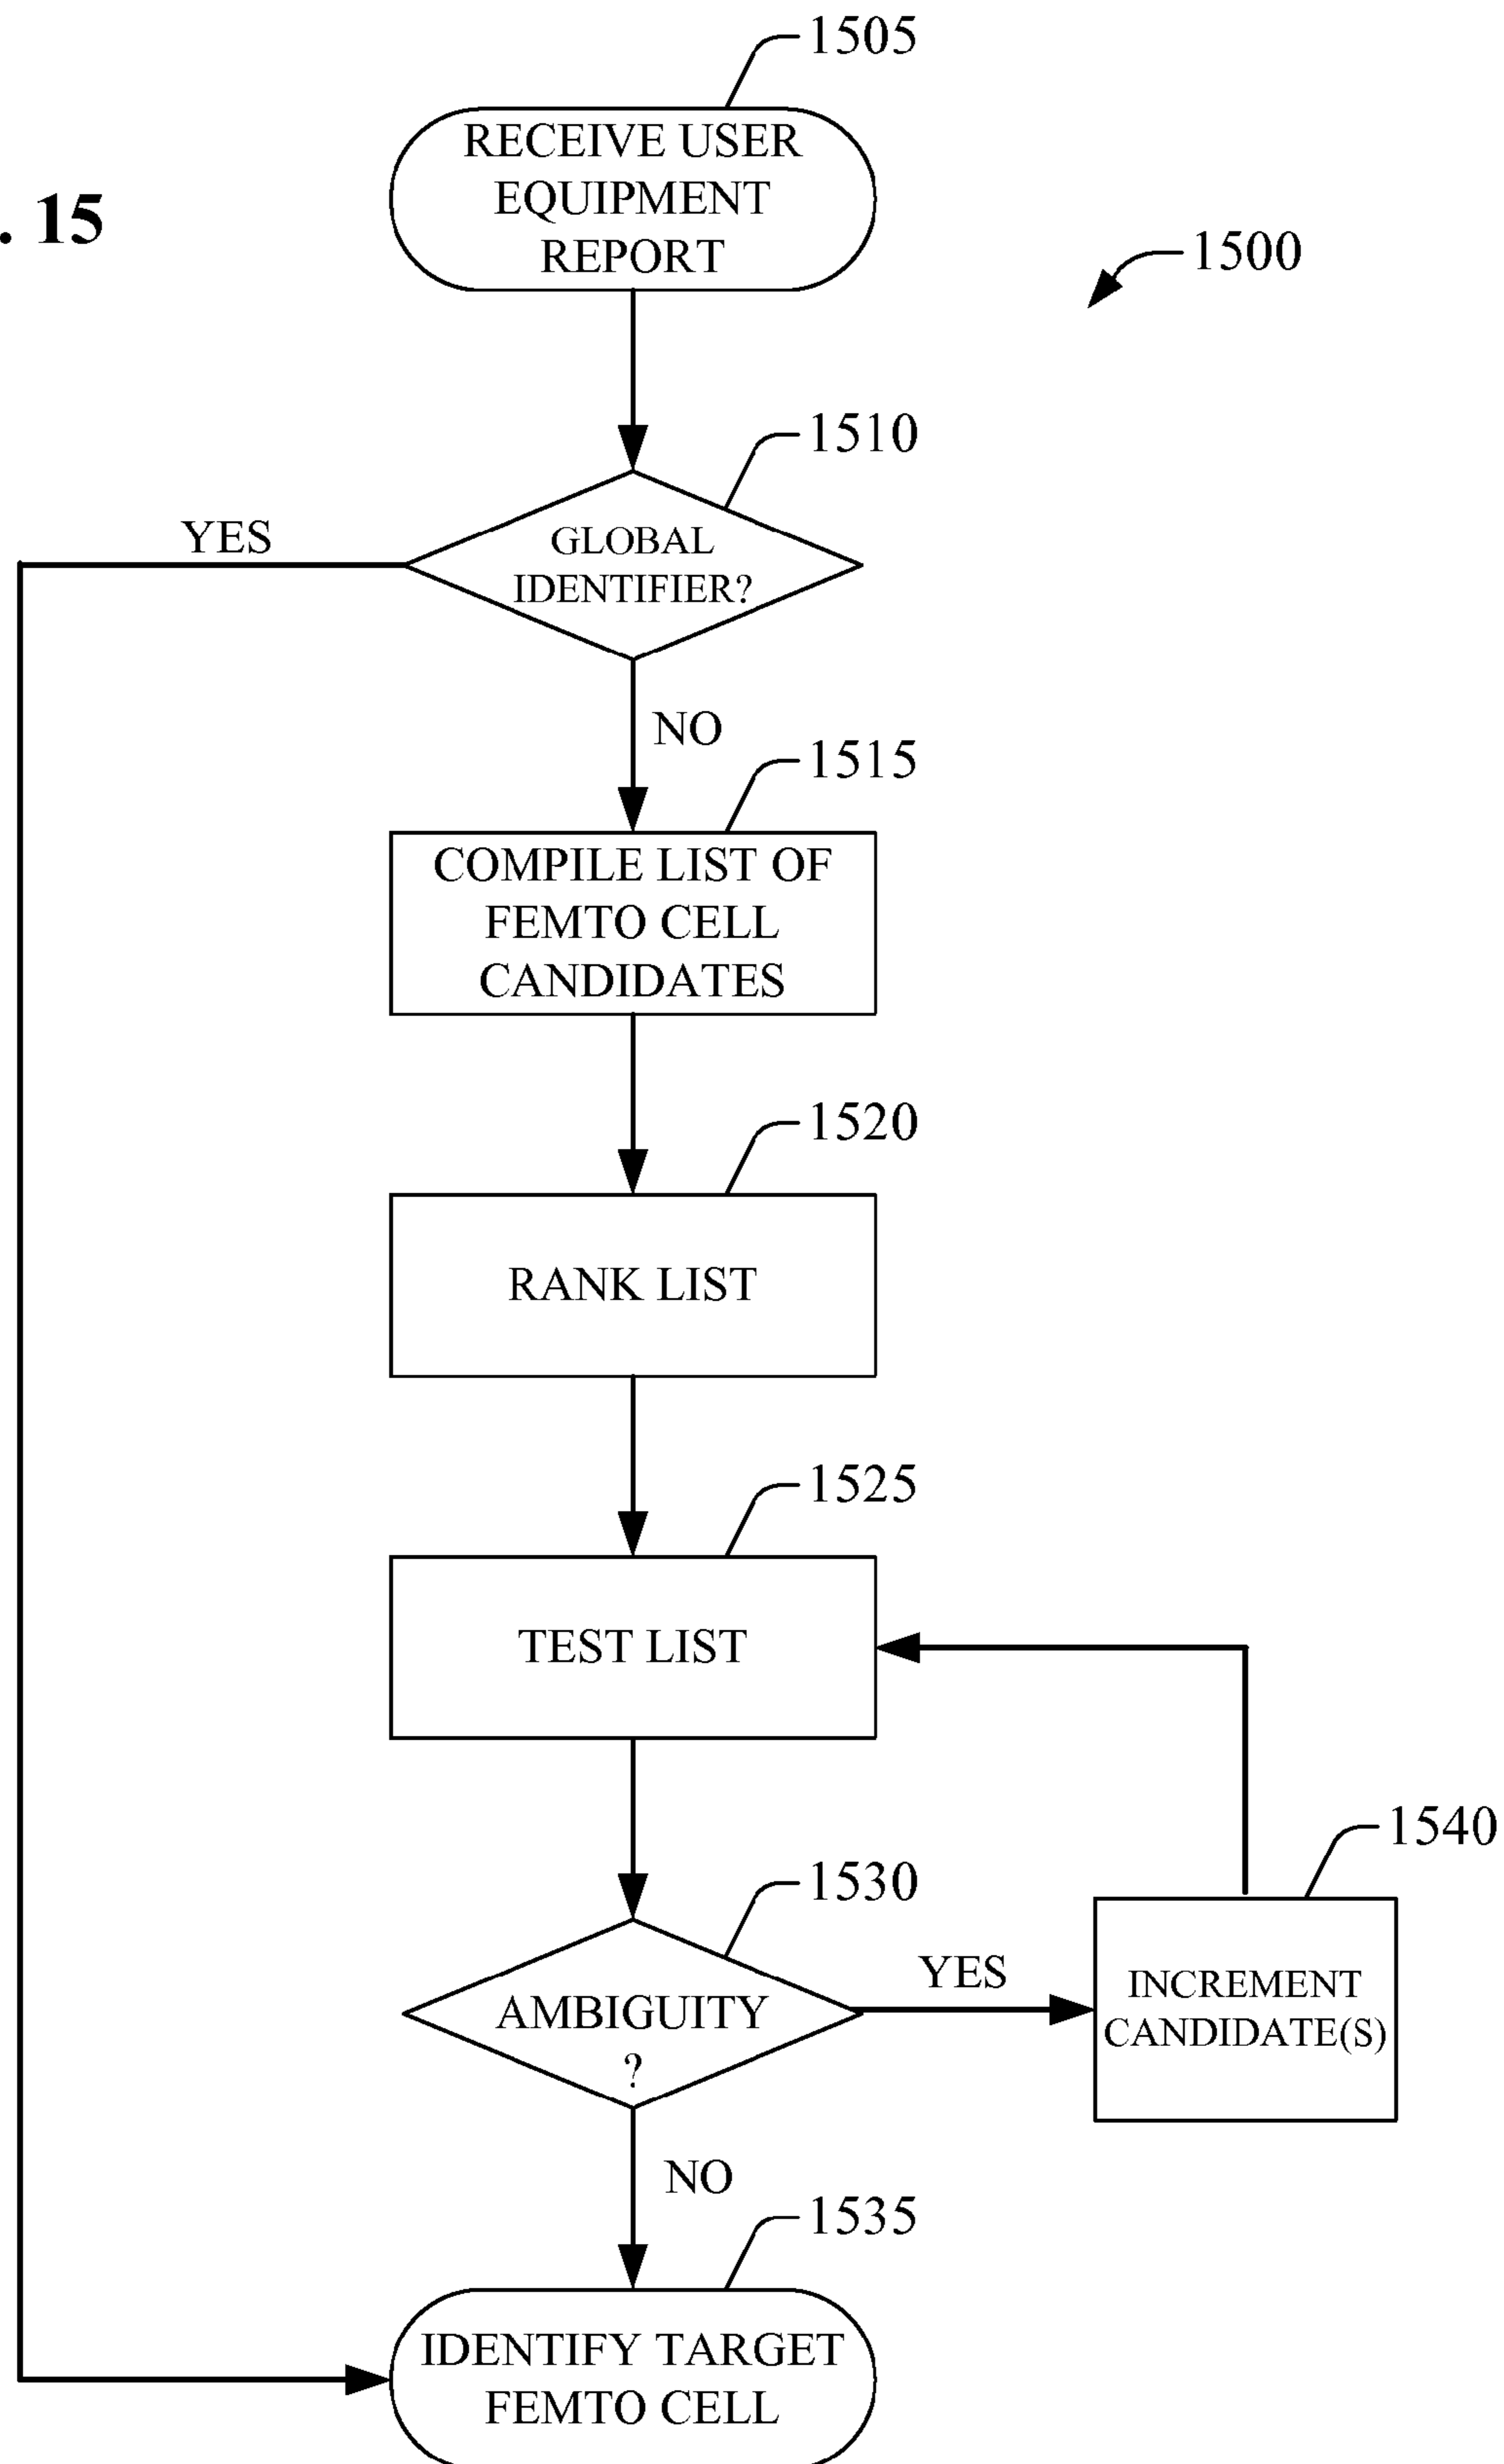 1505
RECEIVE USER
EQUIPMENT
REPORT
. 15
1500
1510
YES
GLOBAL
IDENTIFIER?
NO
1515
COMPILE LIST OF
FEMTO CELL
CANDIDATES
1520
RANK LIST
1525
TEST LIST
1540
1530
YES
INCREMENT
CANDIDATE(S)
AMBIGUITY
?
NO
1535
IDENTIFY TARGET
FEMTO CELL